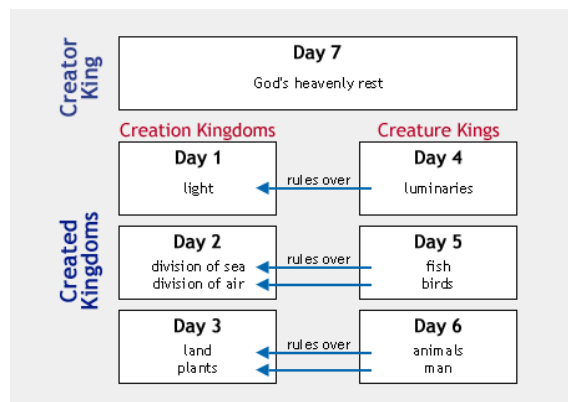 Creator
King
Day 7
God's heavenly rest
Creation Kingdoms
Creature Kings
Created
Kingdoms
Day 1
light
rules over
Day 4
luminaries
Day 2
division of sea
division of air
rules over
Day 5
fish
birds
Day 3
land
plants
rules over
Day 6
animals
man